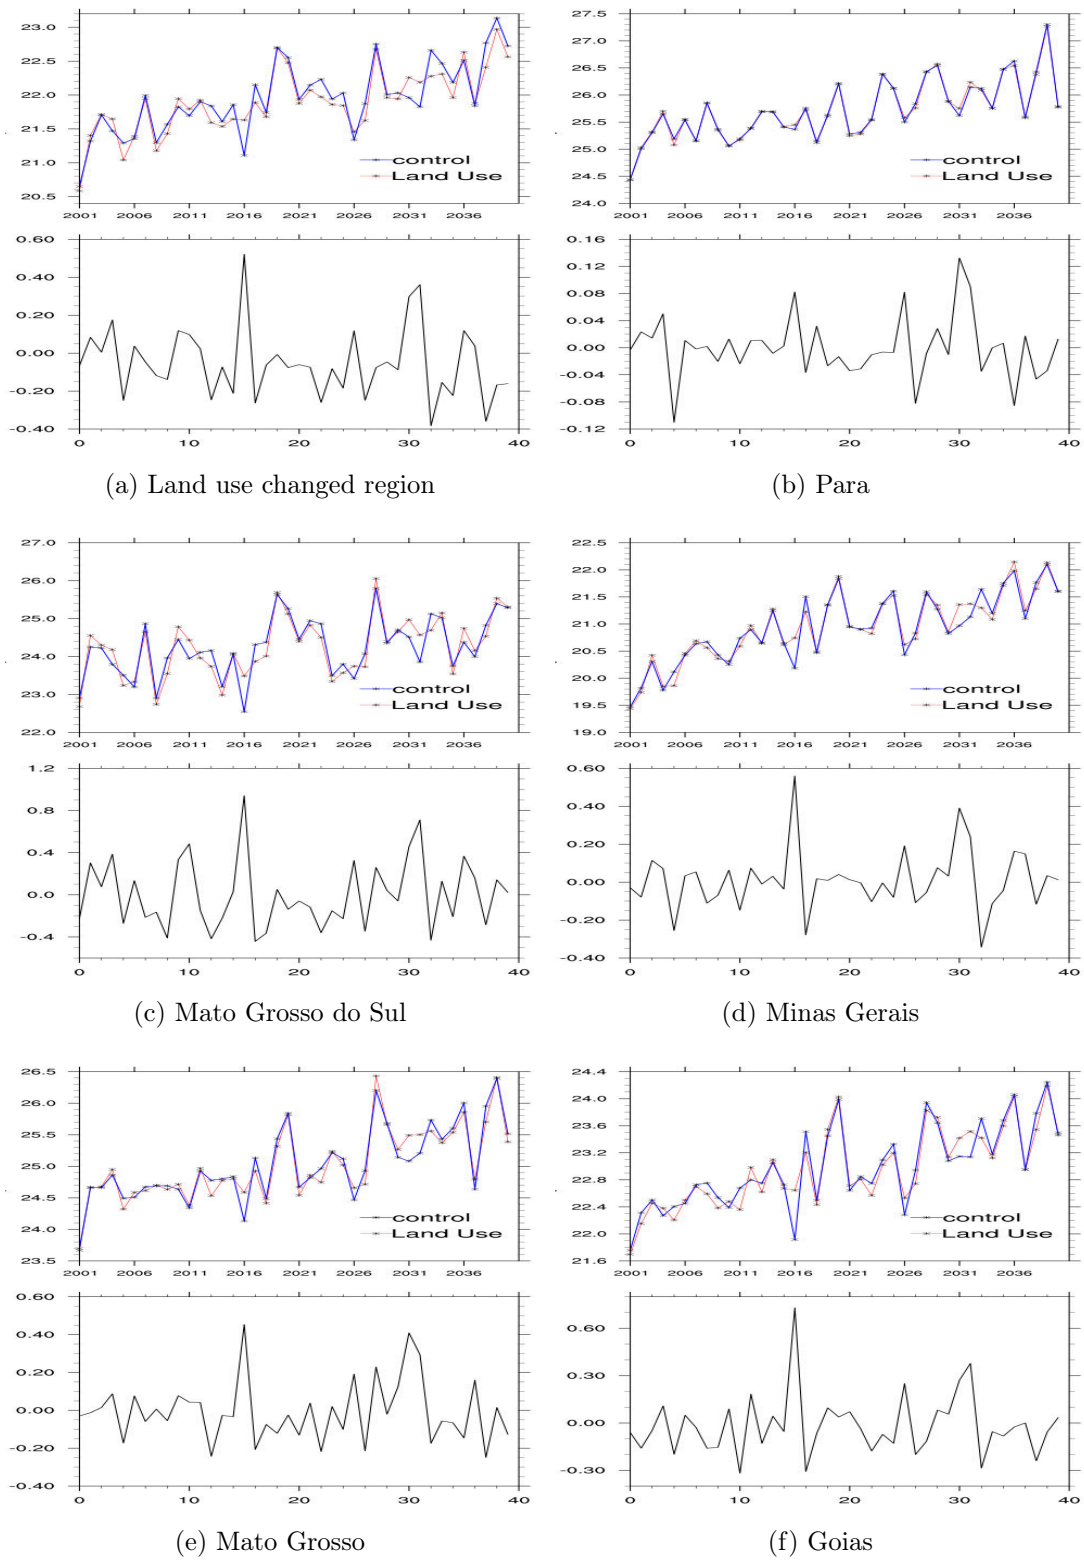 23.0
22.5
22.0
21.5
21.0
20.5
control
Land Use
2001 2006 2011 2016 2021 2026 2031 2036
0.60
0.40
0.20
0.00
-0.20
-0.40
0 10 20 30 40
(a) Land use changed region
27.5
27.0
26.5
26.0
25.5
25.0
24.5
24.0
control
Land Use
2001 2006 2011 2016 2021 2026 2031 2036
0.16
0.12
0.08
0.04
0.00
-0.04
-0.08
-0.12
0 10 20 30 40
(b) Para
27.0
26.0
25.0
24.0
23.0
22.0
control
Land Use
2001 2006 2011 2016 2021 2026 2031 2036
1.2
0.8
0.4
0.0
-0.4
0 10 20 30 40
(c) Mato Grosso do Sul
22.5
22.0
21.5
21.0
20.5
20.0
19.5
19.0
control
Land Use
2001 2006 2011 2016 2021 2026 2031 2036
0.60
0.40
0.20
0.00
-0.20
-0.40
0 10 20 30 40
(d) Minas Gerais
26.5
26.0
25.5
25.0
24.5
24.0
23.5
control
Land Use
2001 2006 2011 2016 2021 2026 2031 2036
0.60
0.40
0.20
0.00
-0.20
-0.40
0 10 20 30 40
(e) Mato Grosso
24.4
24.0
23.6
23.2
22.8
22.4
22.0
21.6
control
Land Use
2001 2006 2011 2016 2021 2026 2031 2036
0.60
0.30
0.00
-0.30
0 10 20 30 40
(f) Goias